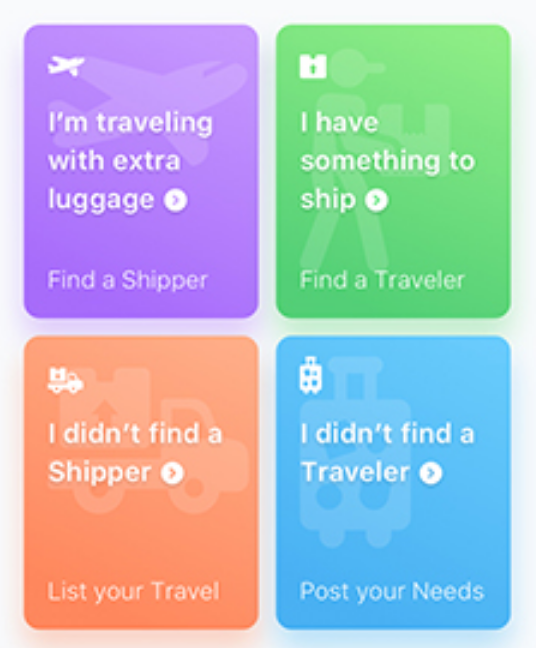 I'm traveling
with extra
luggage
Find a Shipper
I have
something to
ship
Find a Traveler
I didn't find a
Shipper
List your Travel
I didn't find a
Traveler
Post your Needs